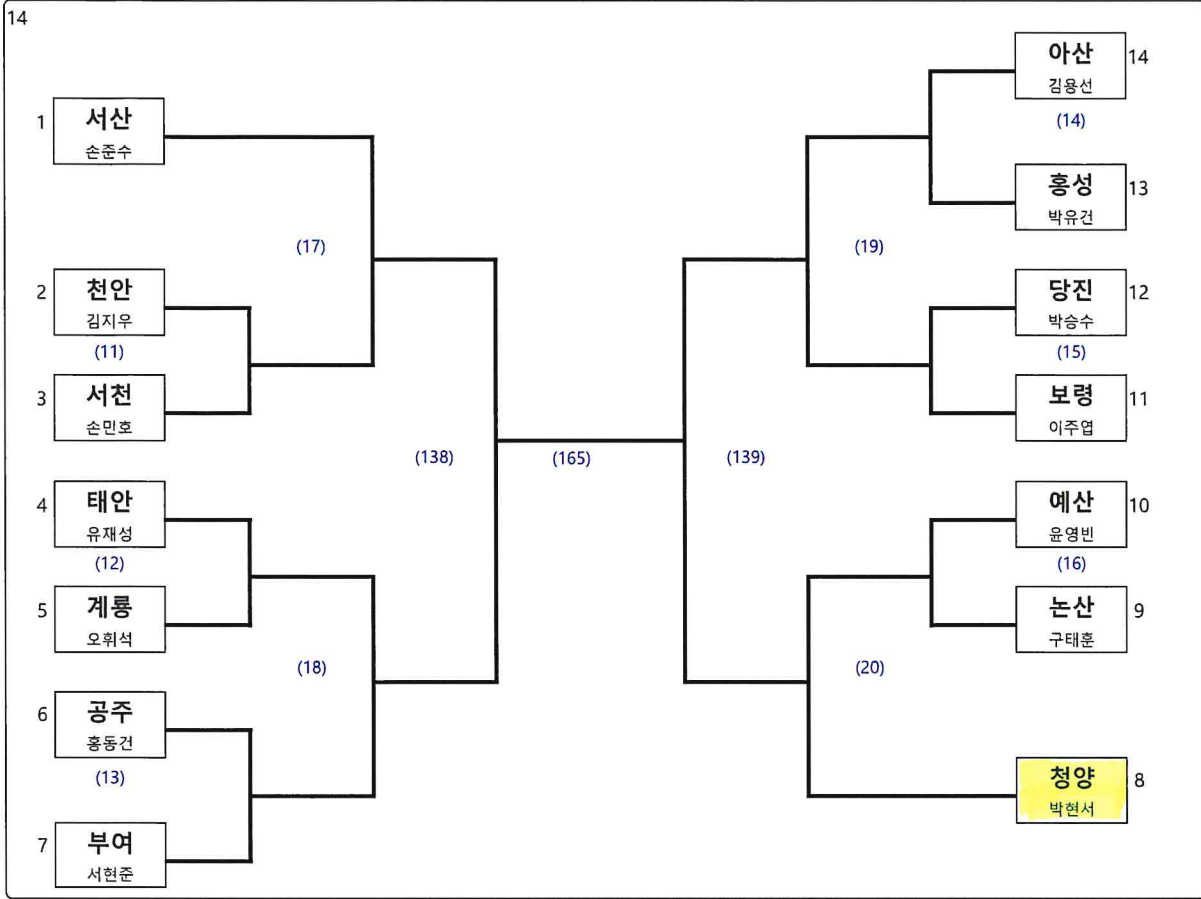 14
1
서산
손준수
(17)
2
천안
김지우
(11)
3
서천
손민호
(138)
4
태안
유재성
(12)
5
계룡
오휘석
(18)
6
공주
홍동건
(13)
7
부여
서현준
(165)
아산
14
김용선
(14)
홍성
13
박유건
(19)
당진
12
박승수
(15)
보령
11
이주엽
(139)
예산
10
윤영빈
(16)
논산
9
구태훈
(20)
청양
8
박현서